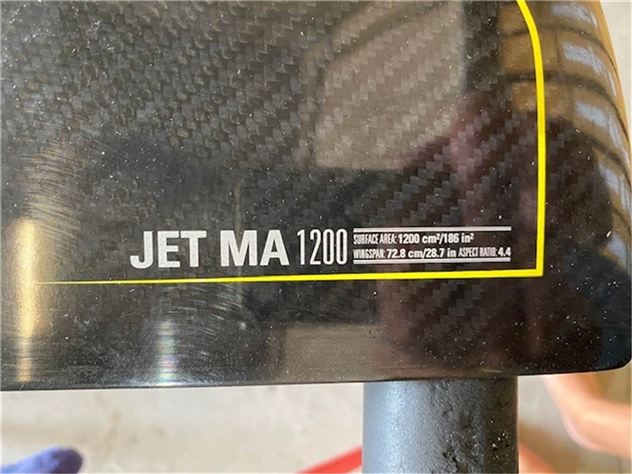 JET MA 1200
SURFACE AREA: 1200 cm²/186 in²
WINGSPAN: 72.8 cm/28.7 in ASPECT RATIO: 4.4